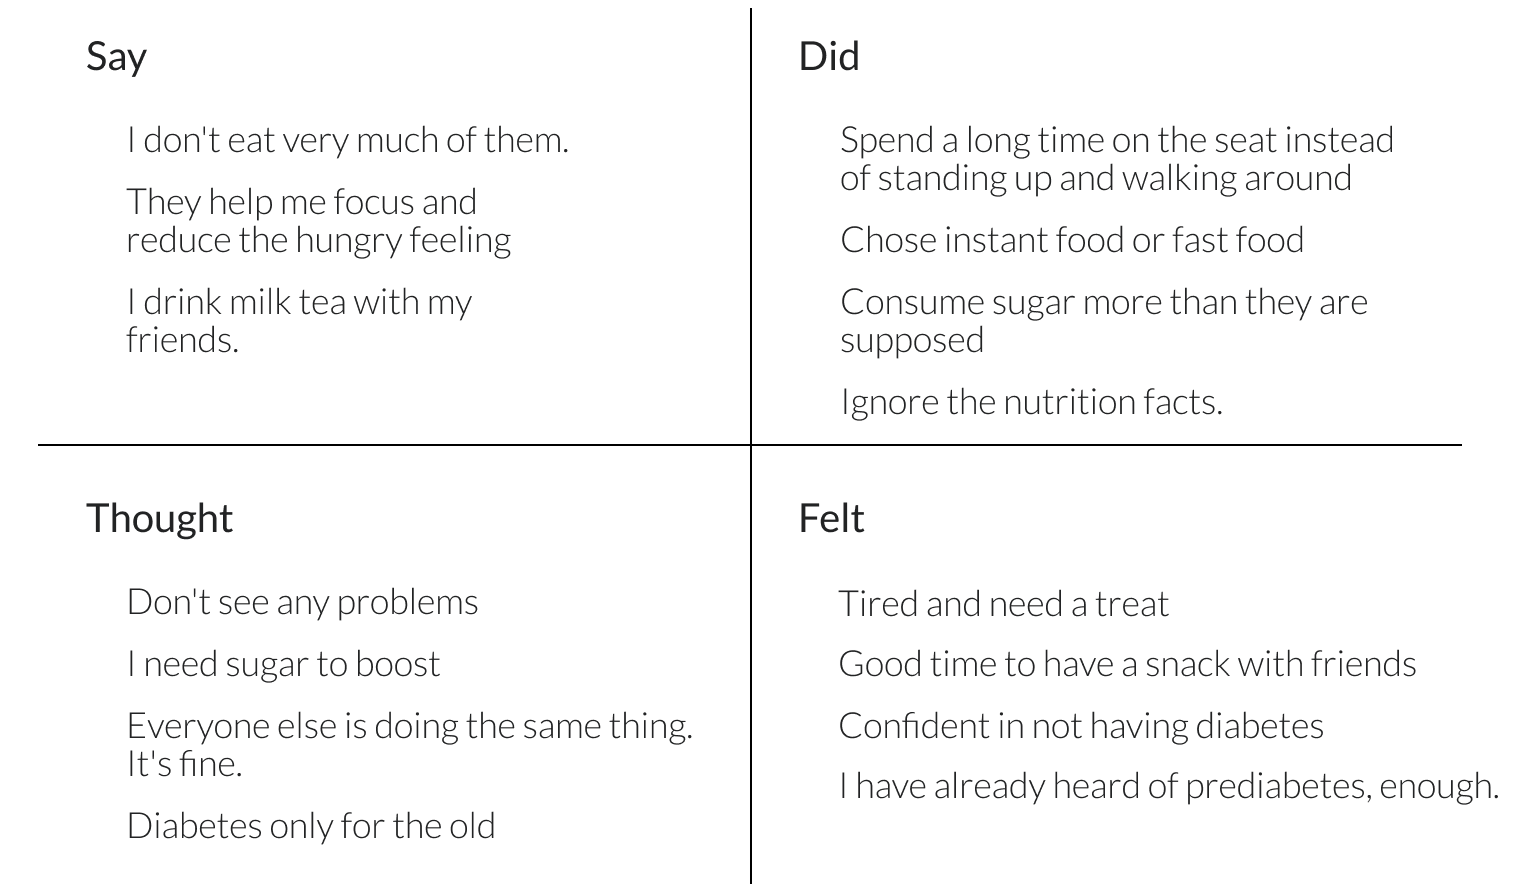 Say
I don't eat very much of them.
They help me focus and
reduce the hungry feeling
I drink milk tea with my
friends.
Did
Spend a long time on the seat instead
of standing up and walking around
Chose instant food or fast food
Consume sugar more than they are
supposed
Ignore the nutrition facts.
Thought
Don't see any problems
I need sugar to boost
Everyone else is doing the same thing.
It's fine.
Diabetes only for the old
Felt
Tired and need a treat
Good time to have a snack with friends
Confident in not having diabetes
I have already heard of prediabetes, enough.